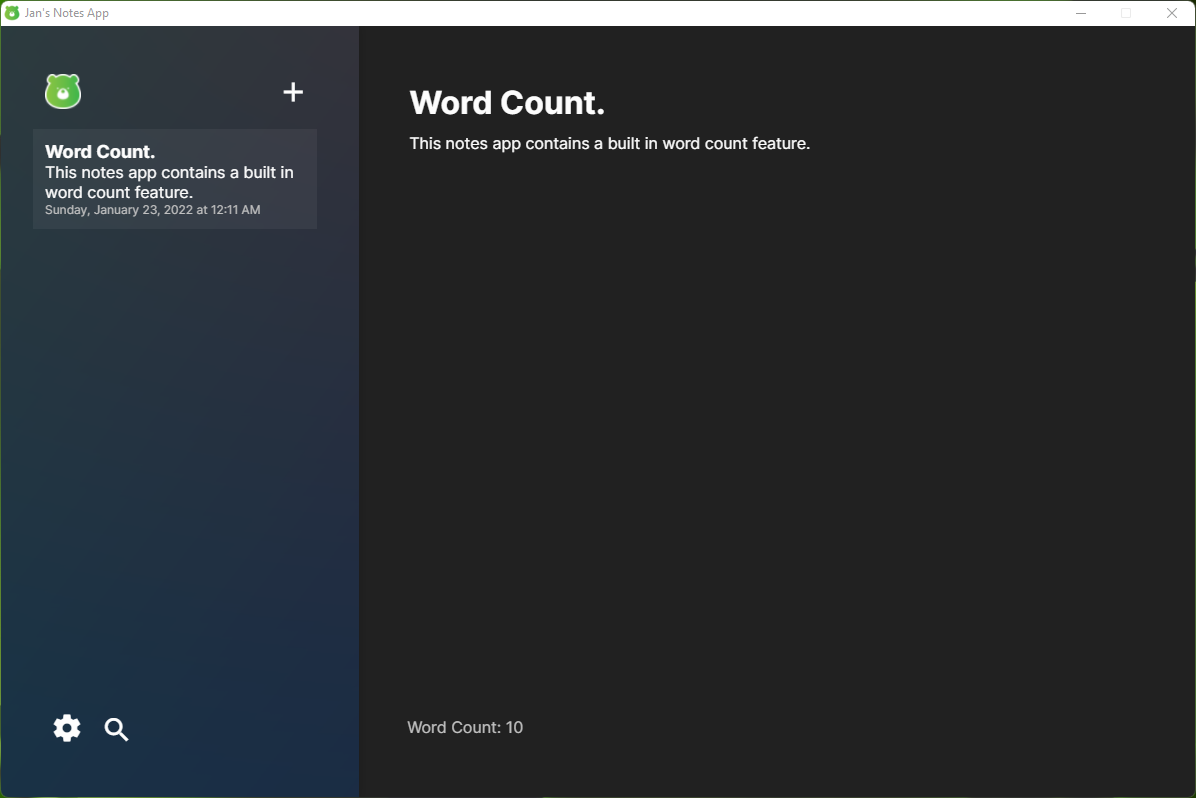 Jan's Notes App
Word Count.
This notes app contains a built in
word count feature.
Sunday, January 23, 2022 at 12:11 AM
Word Count.
This notes app contains a built in word count feature.
Word Count: 10